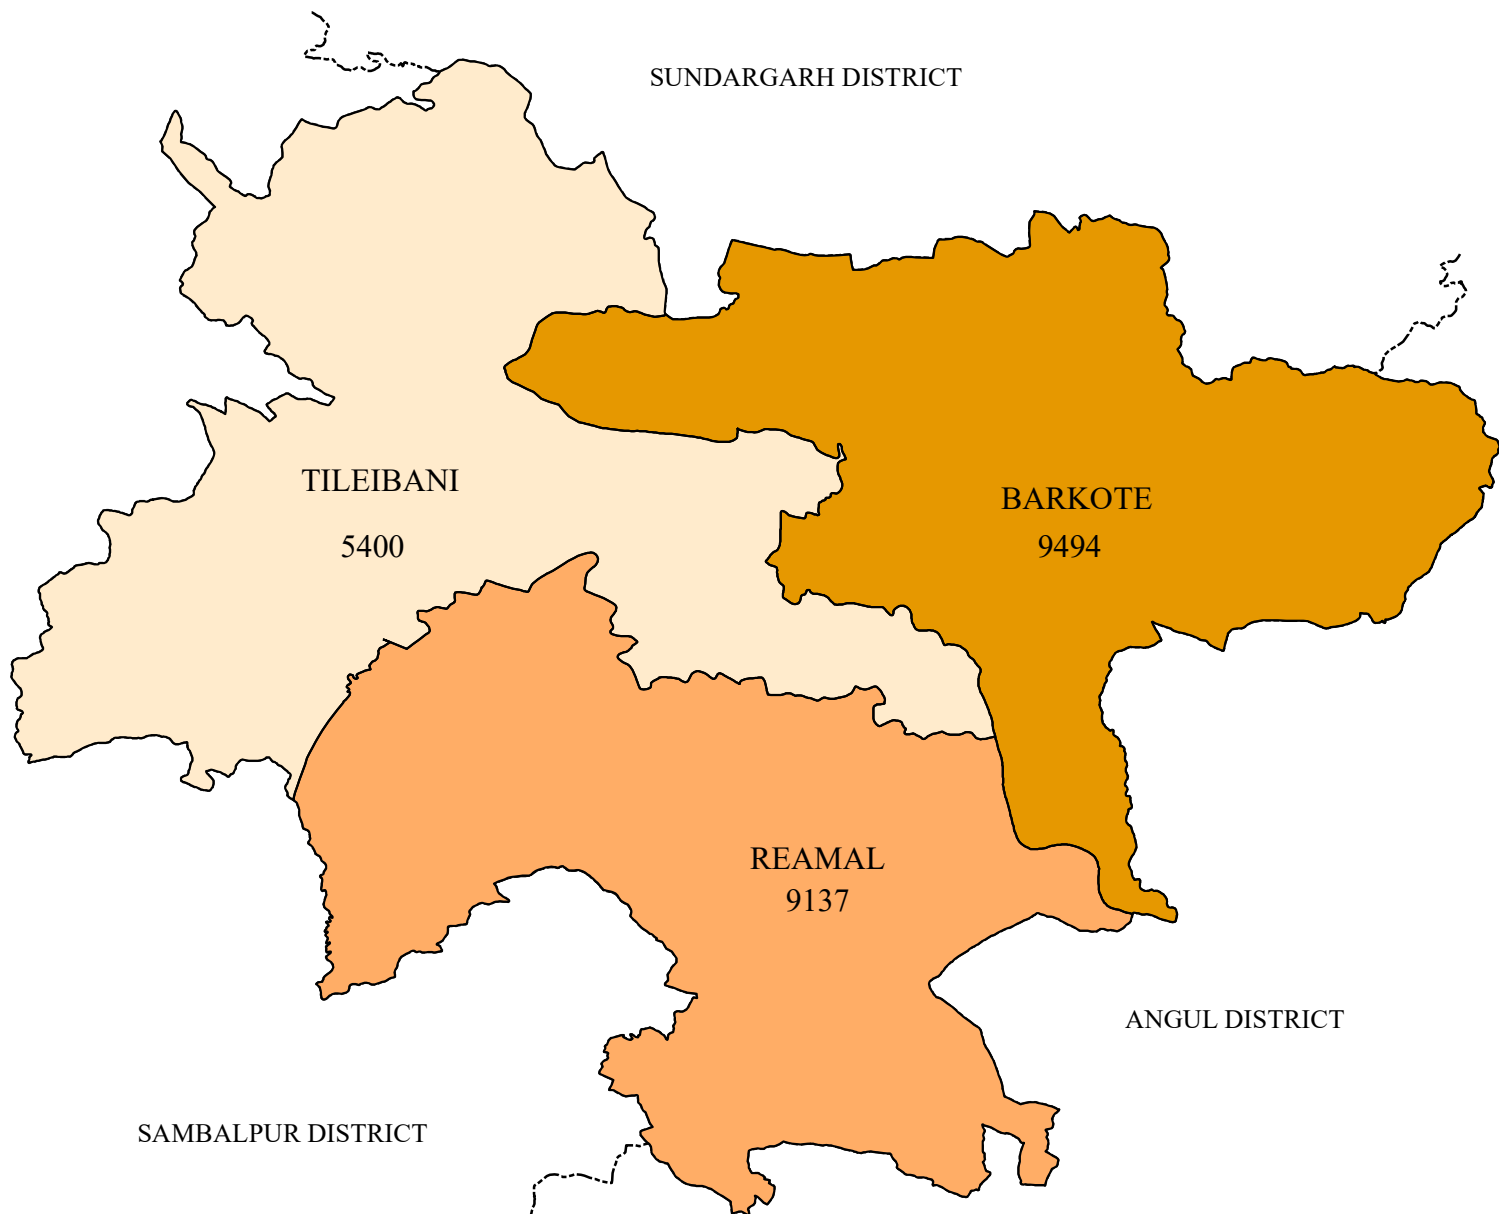 SUNDARGARH DISTRICT
TILEIBANI
5400
BARKOTE
9494
REAMAL
9137
ANGUL DISTRICT
SAMBALPUR DISTRICT